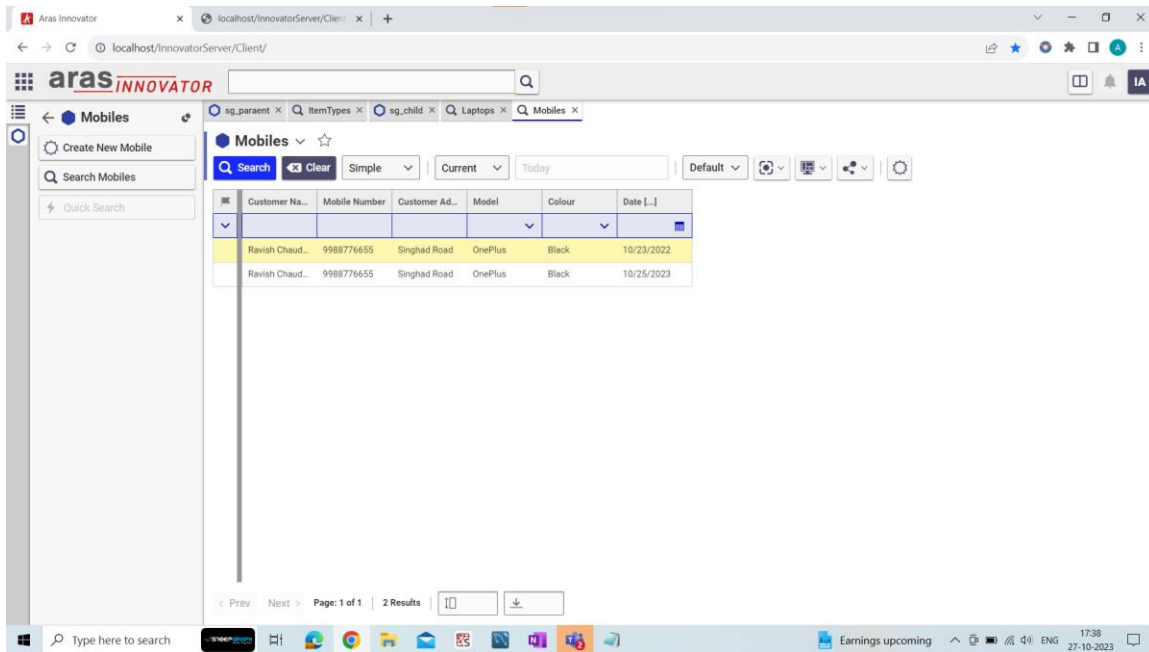 Aras Innovator
localhost/InnovatorServer/Clien
localhost/InnovatorServer/Client/
A
aras INNOVATOR
IA
sg_paraent
ItemTypes
sg_child
Laptops
Mobiles
Mobiles
Create New Mobile
Search Mobiles
Quick Search
Mobiles
Search Clear Simple Current Today Default
Customer Na... Mobile Number Customer Ad... Model Colour Date [...]
Ravish Chaud... 9988776655 Singhad Road OnePlus Black 10/23/2022
Ravish Chaud... 9988776655 Singhad Road OnePlus Black 10/25/2023
< Prev Next > Page: 1 of 1 2 Results
Type here to search
Earnings upcoming
ENG
17:38
27-10-2023